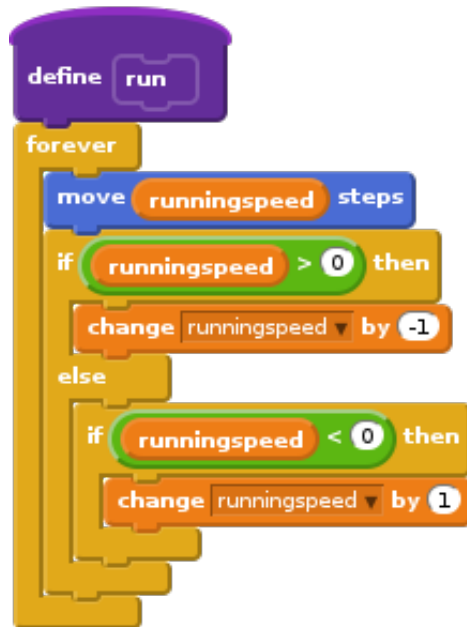 define run
forever
move runningspeed steps
if runningspeed > 0 then
change runningspeed by -1
else
if runningspeed < 0 then
change runningspeed by 1